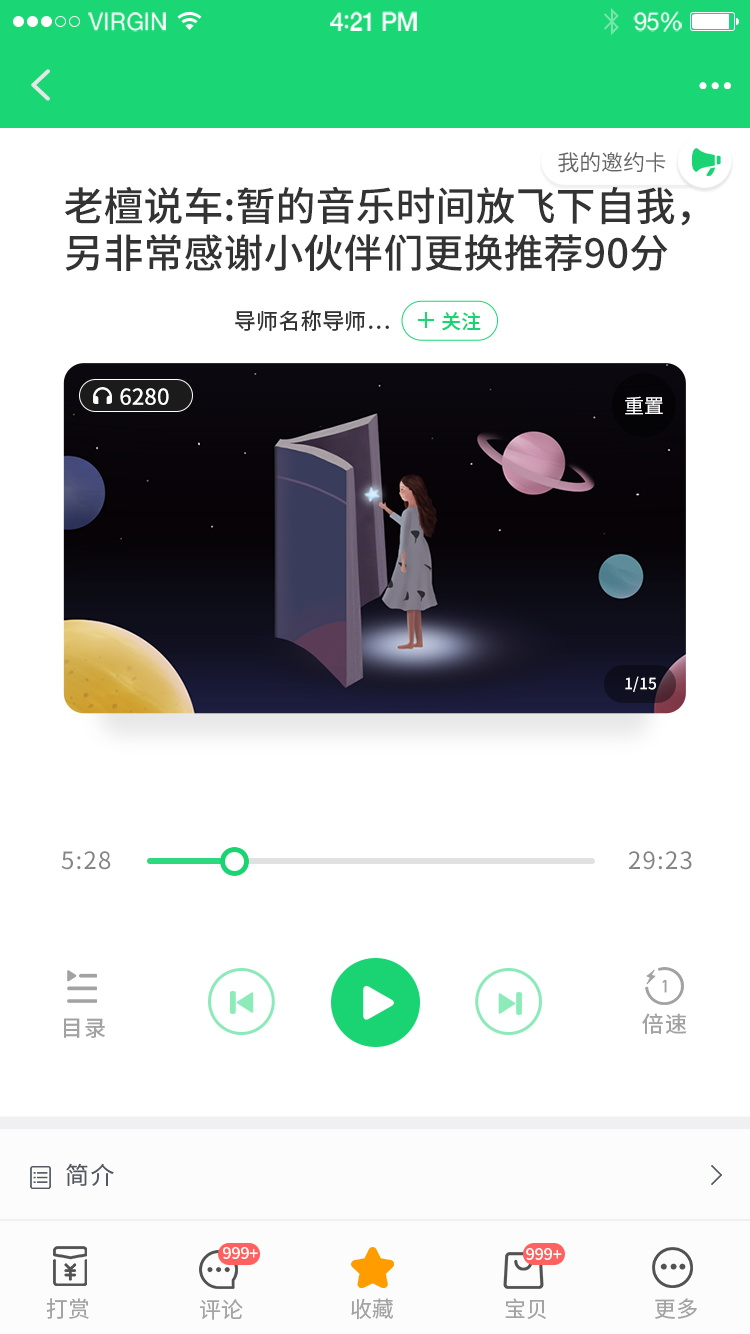 VIRGIN 4:21 PM 95%
我的邀约卡
老檀说车:暂的音乐时间放飞下自我，
另非常感谢小伙伴们更换推荐90分
导师名称导师... + 关注
6280 重置
1/15
5:28 29:23
目录 1 倍速
简介
999+ 999+
打赏 评论 收藏 宝贝 更多